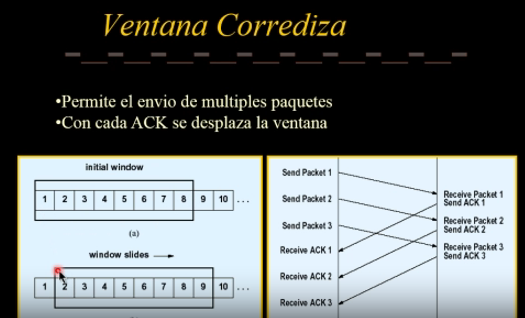 Ventana Corrediza
•Permite el envio de multiples paquetes
•Con cada ACK se desplaza la ventana
initial window
1 2 3 4 5 6 7 8 9 10 ...
(a)
window slides
1 2 3 4 5 6 7 8 9 10 ...
Send Packet 1
Send Packet 2
Send Packet 3
Receive ACK 1
Receive ACK 2
Receive ACK 3
Receive Packet 1
Send ACK 1
Receive Packet 2
Send ACK 2
Receive Packet 3
Send ACK 3